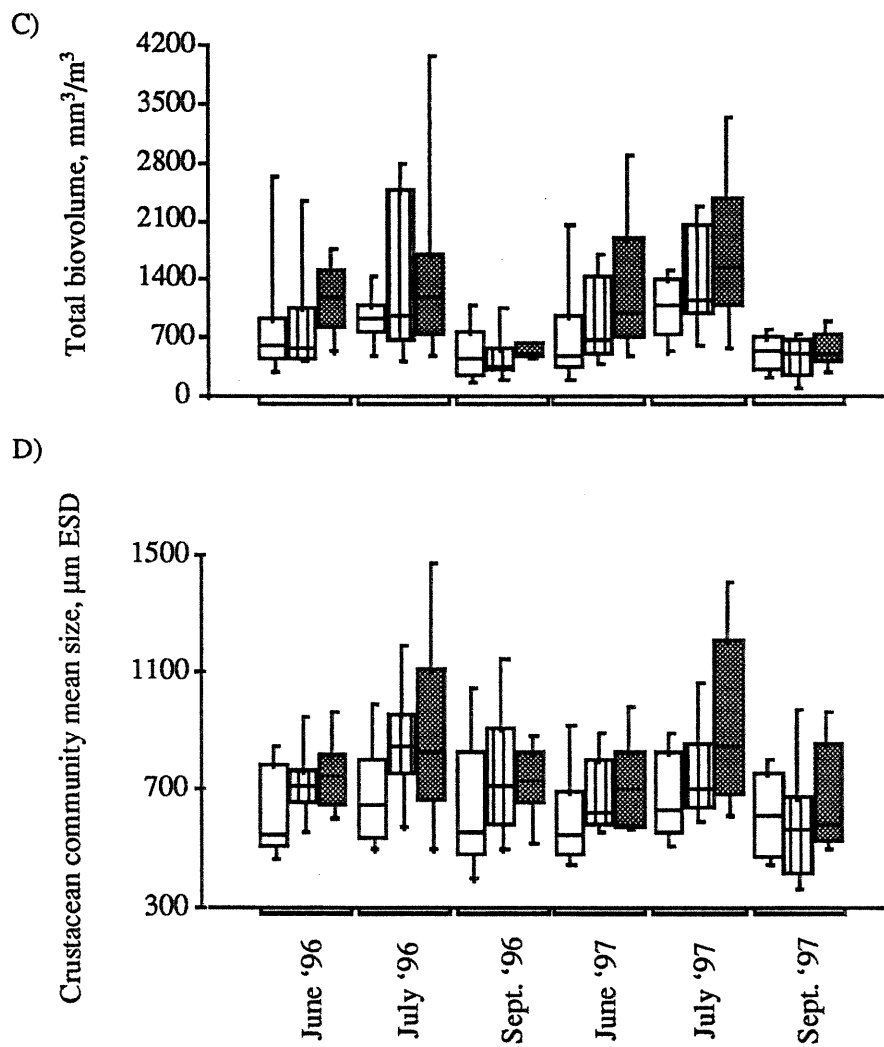 C)
Total biovolume, mm³/m³
4200
3500
2800
2100
1400
700
0
D)
Crustacean community mean size, µm ESD
1500
1100
700
300
June ‘96
July ‘96
Sept. ‘96
June ‘97
July ‘97
Sept. ‘97